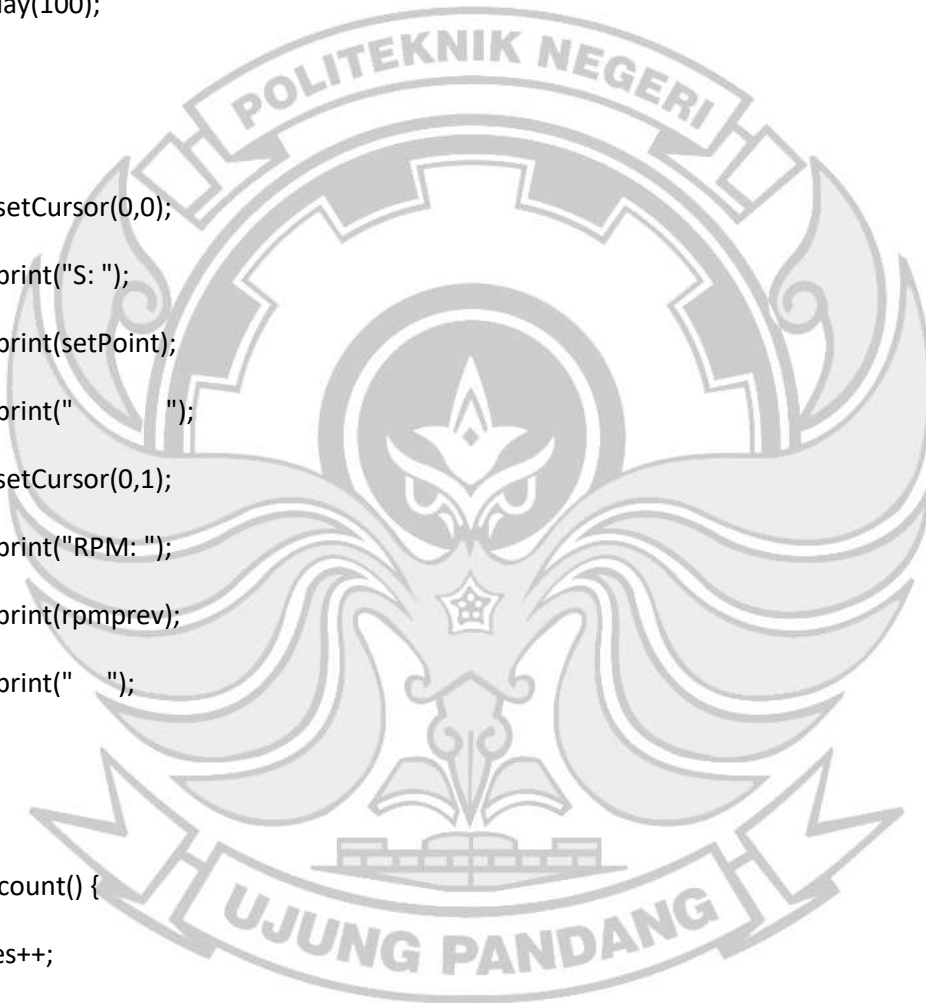 ay(100);
POLITEKNIK NEGERI
setCursor(0,0);
print("S: ");
print(setPoint);
print("             ");
setCursor(0,1);
print("RPM: ");
print(rpmprev);
print("     ");
count() {
es++;
UJUNG PANDANG